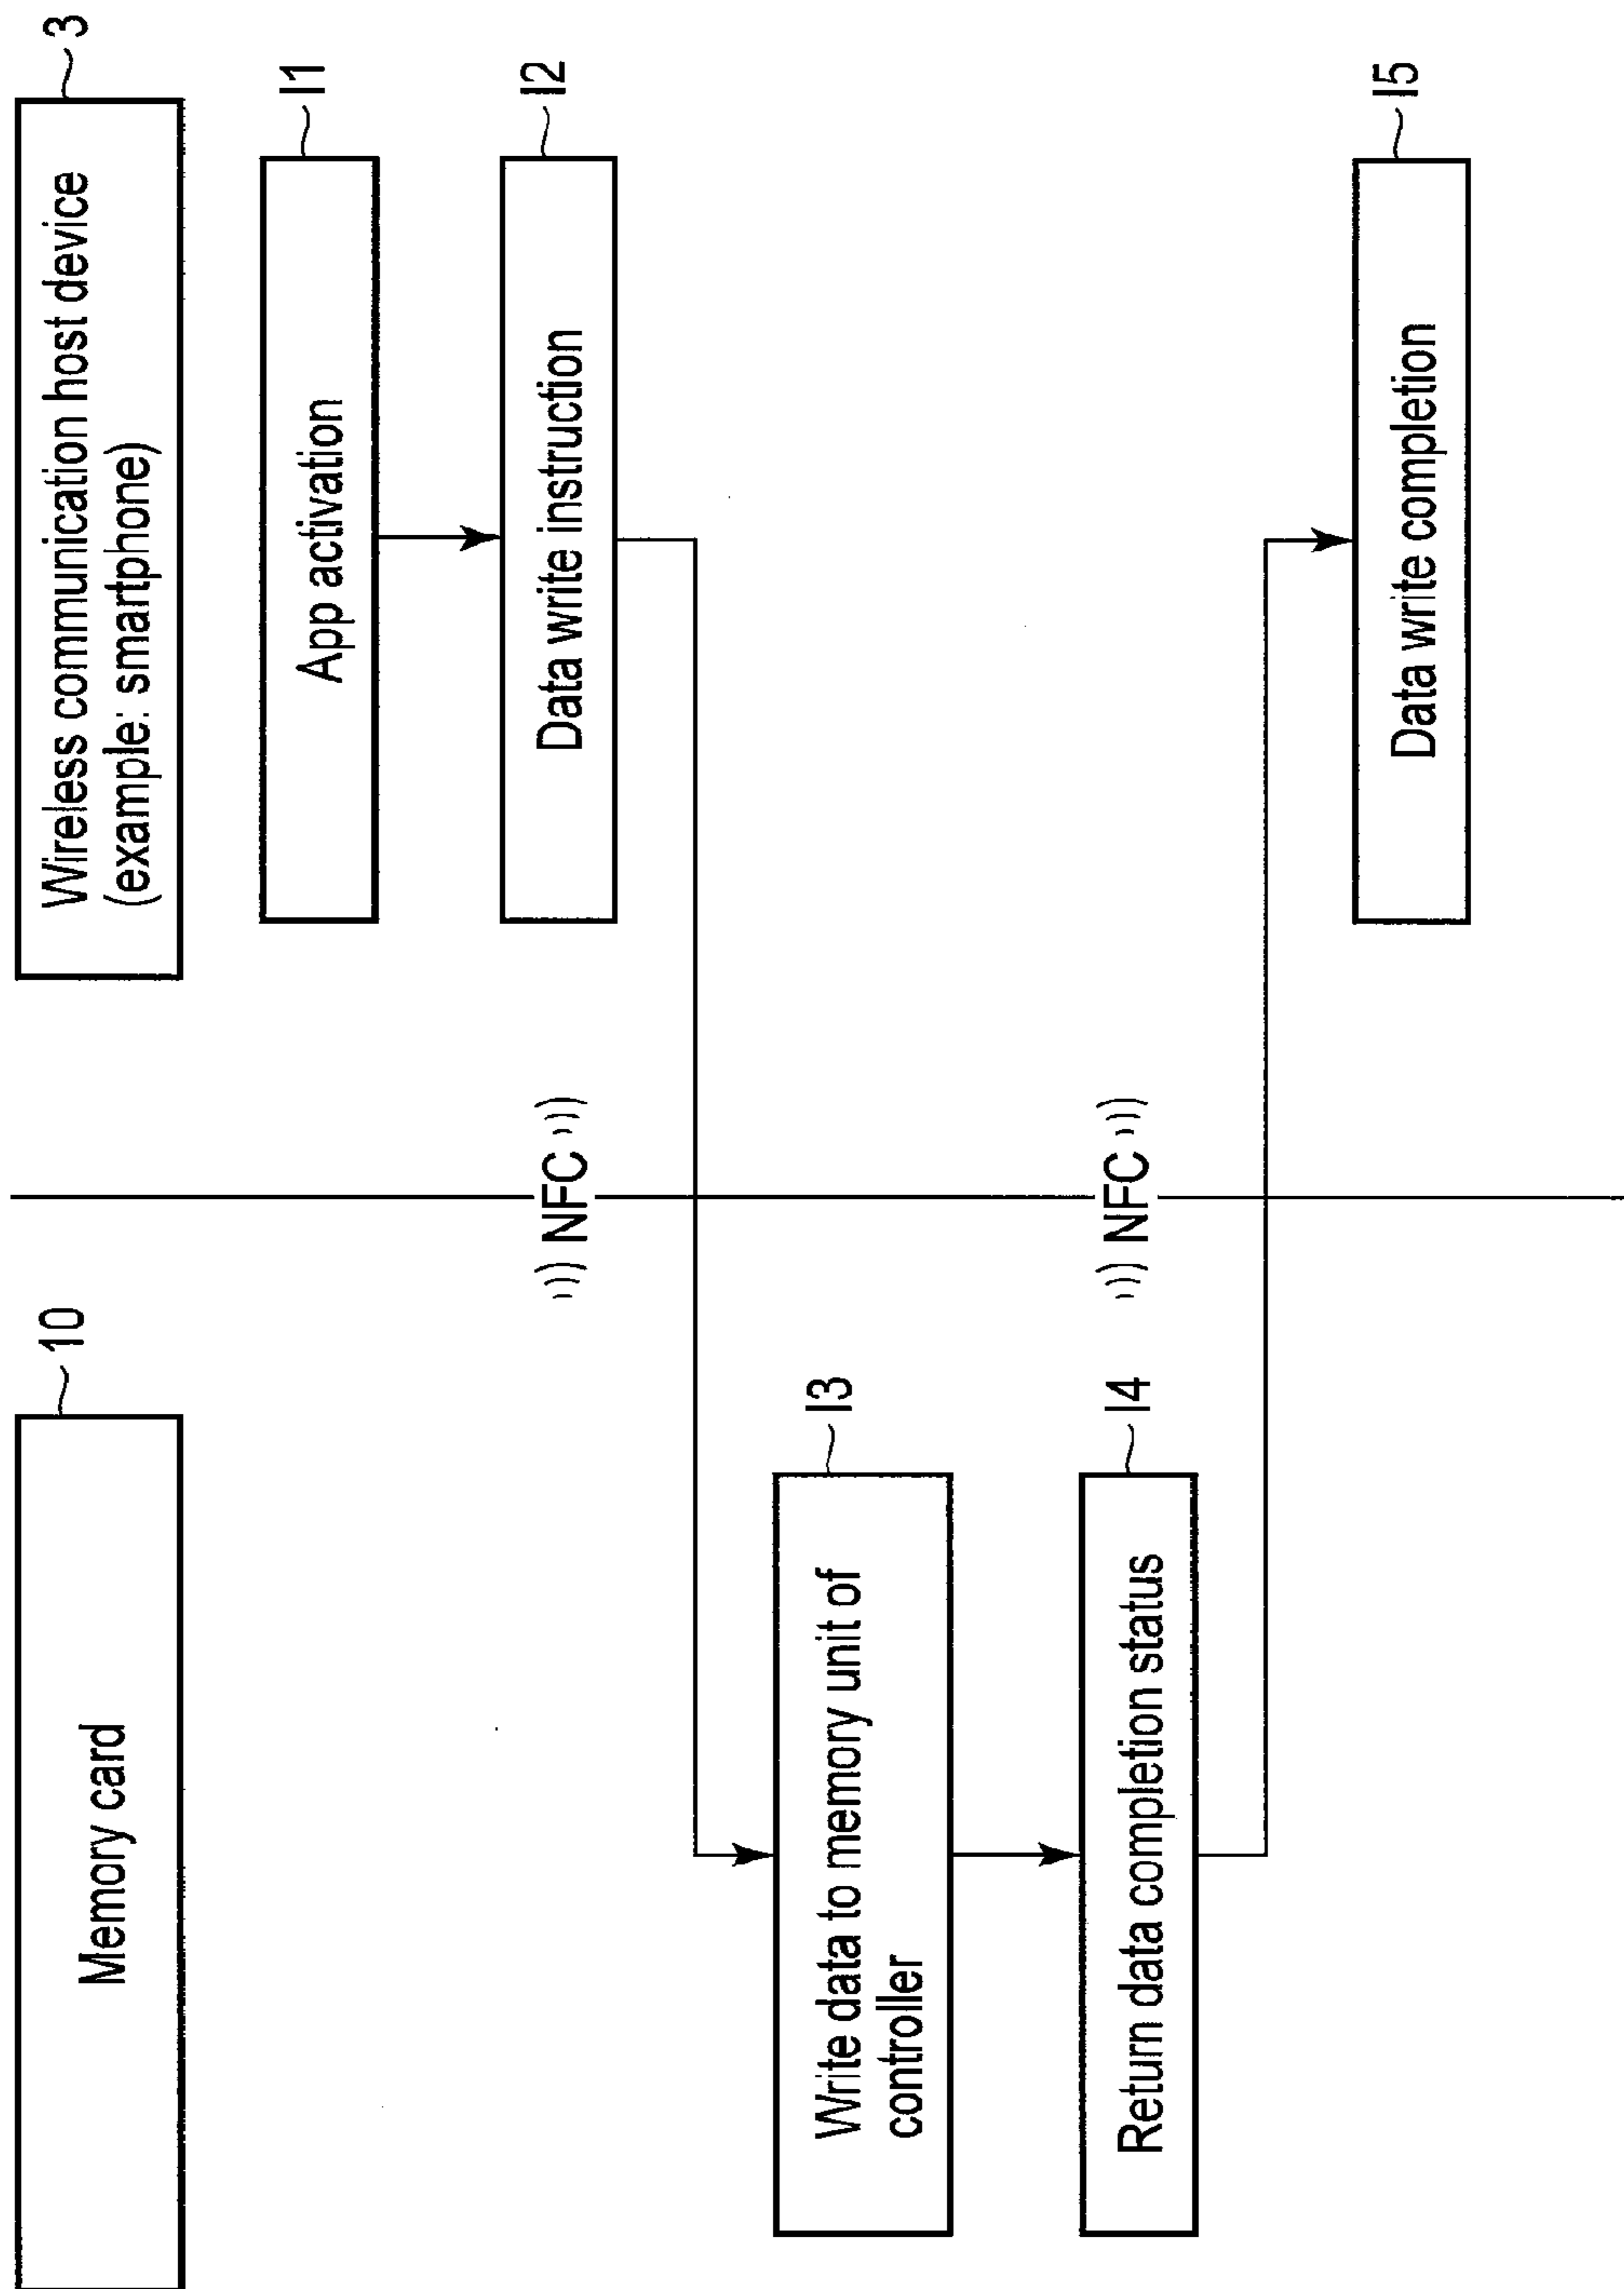 Memory card
10
Wireless communication host device
(example: smartphone)
3
App activation
I1
Data write instruction
I2
NFC
Write data to memory unit of
controller
I3
Return data completion status
I4
NFC
Data write completion
I5